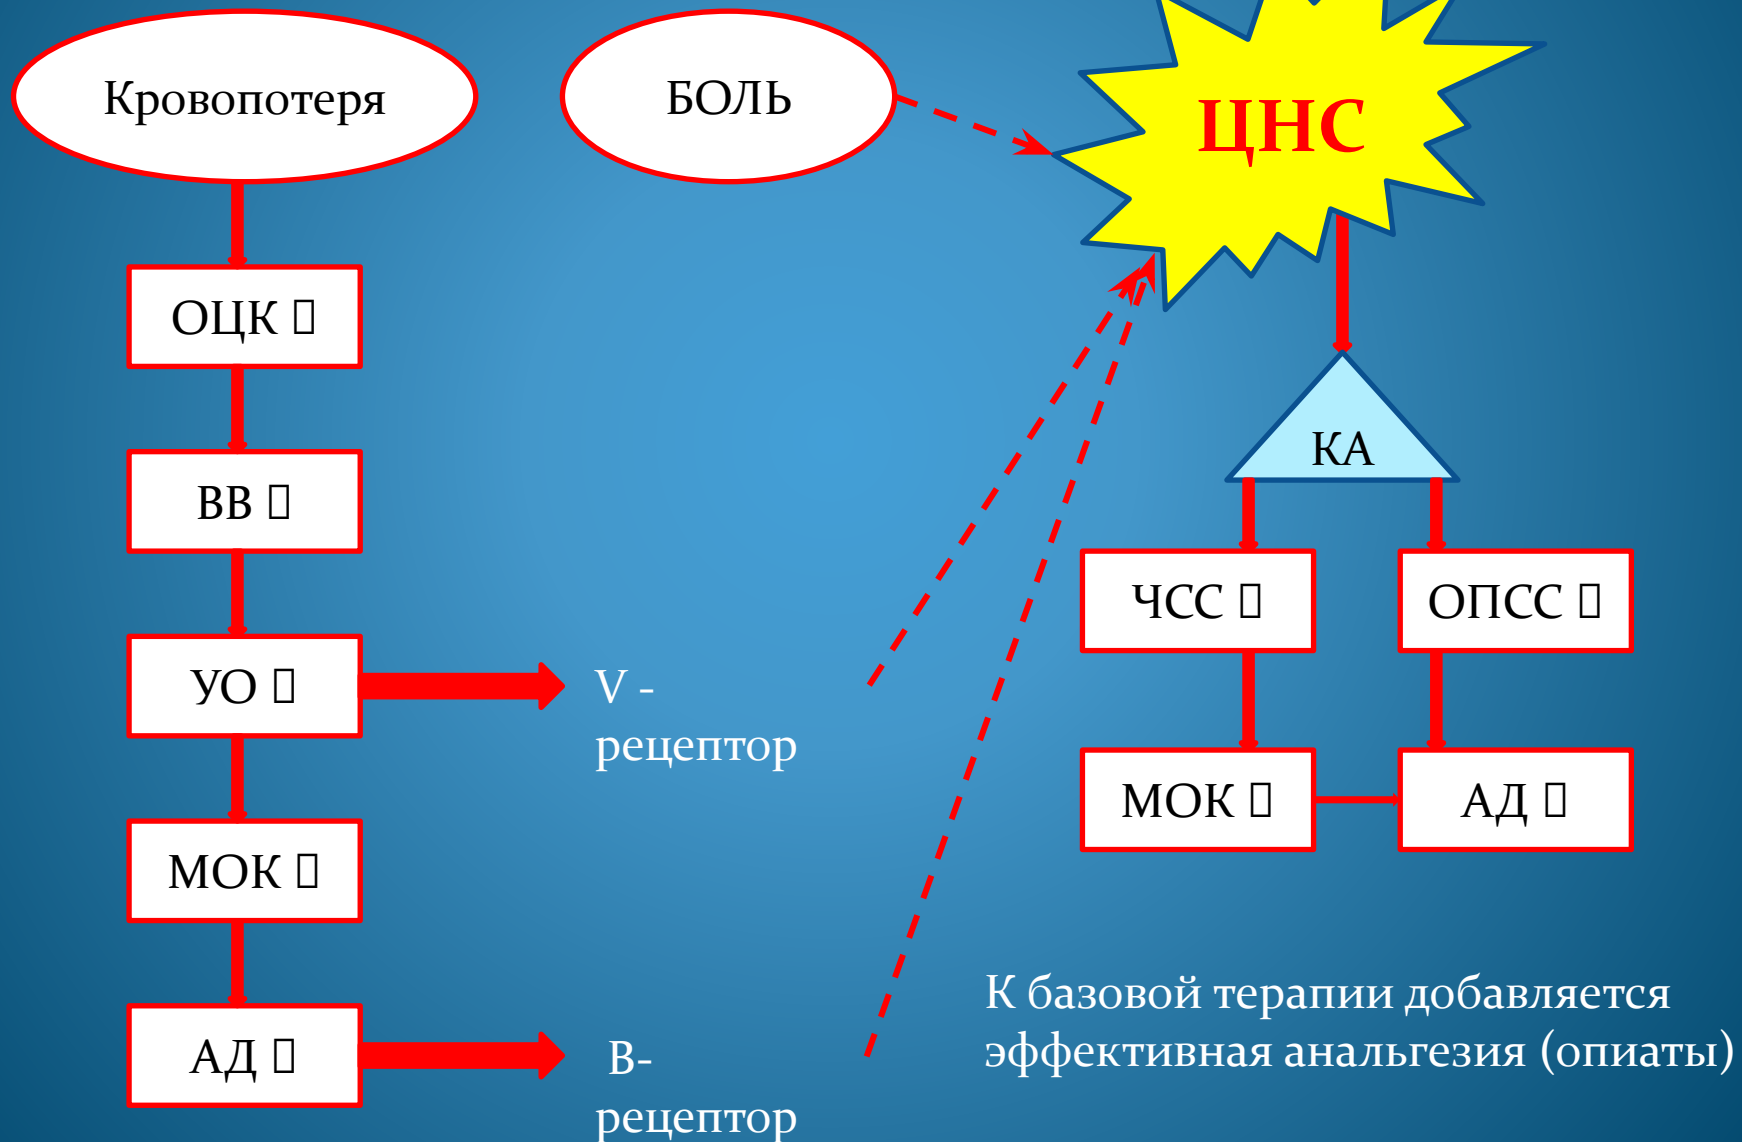 Кровопотеря
БОЛЬ
ЦНС
ОЦК 
ВВ 
УО 
МОК 
АД 
V -
рецептор
В-
рецептор
КА
ЧСС 
ОПСС 
МОК 
АД 
К базовой терапии добавляется
эффективная анальгезия (опиаты)